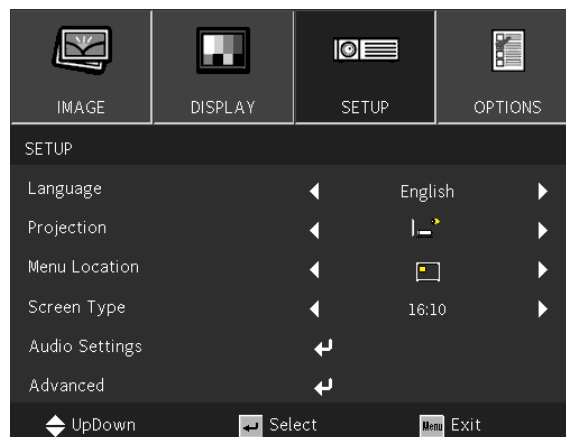 IMAGE DISPLAY SETUP OPTIONS
SETUP
Language English
Projection
Menu Location
Screen Type 16:10
Audio Settings
Advanced
UpDown Select Menu Exit